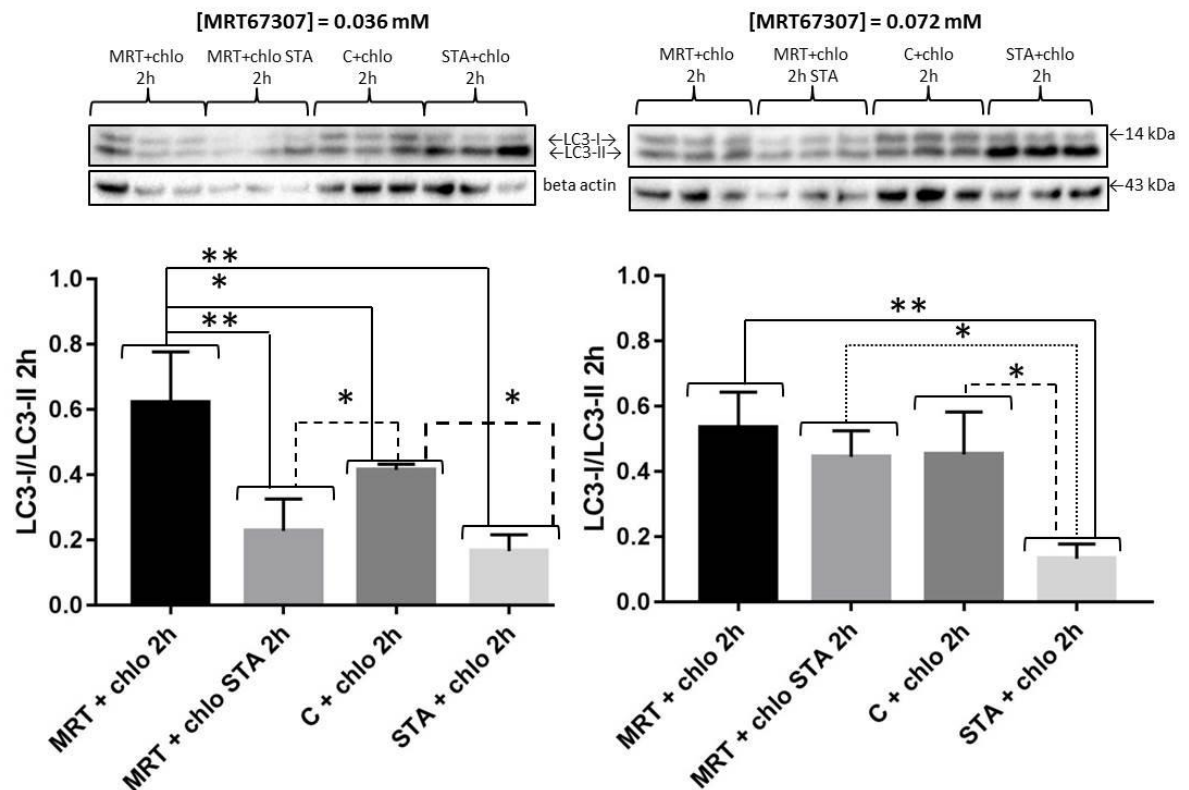 [MRT67307] = 0.036 mM
MRT+chlo 2h
MRT+chlo STA 2h
C+chlo 2h
STA+chlo 2h
←LC3-I→
←LC3-II→
beta actin
[MRT67307] = 0.072 mM
MRT+chlo 2h
MRT+chlo 2h STA
C+chlo 2h
STA+chlo 2h
←14 kDa
←43 kDa
LC3-I/LC3-II 2h
1.0
0.8
0.6
0.4
0.2
0.0
**
*
**
*
*
MRT + chlo 2h
MRT + chlo STA 2h
C + chlo 2h
STA + chlo 2h
LC3-I/LC3-II 2h
1.0
0.8
0.6
0.4
0.2
0.0
**
*
*
MRT + chlo 2h
MRT + chlo STA 2h
C + chlo 2h
STA + chlo 2h